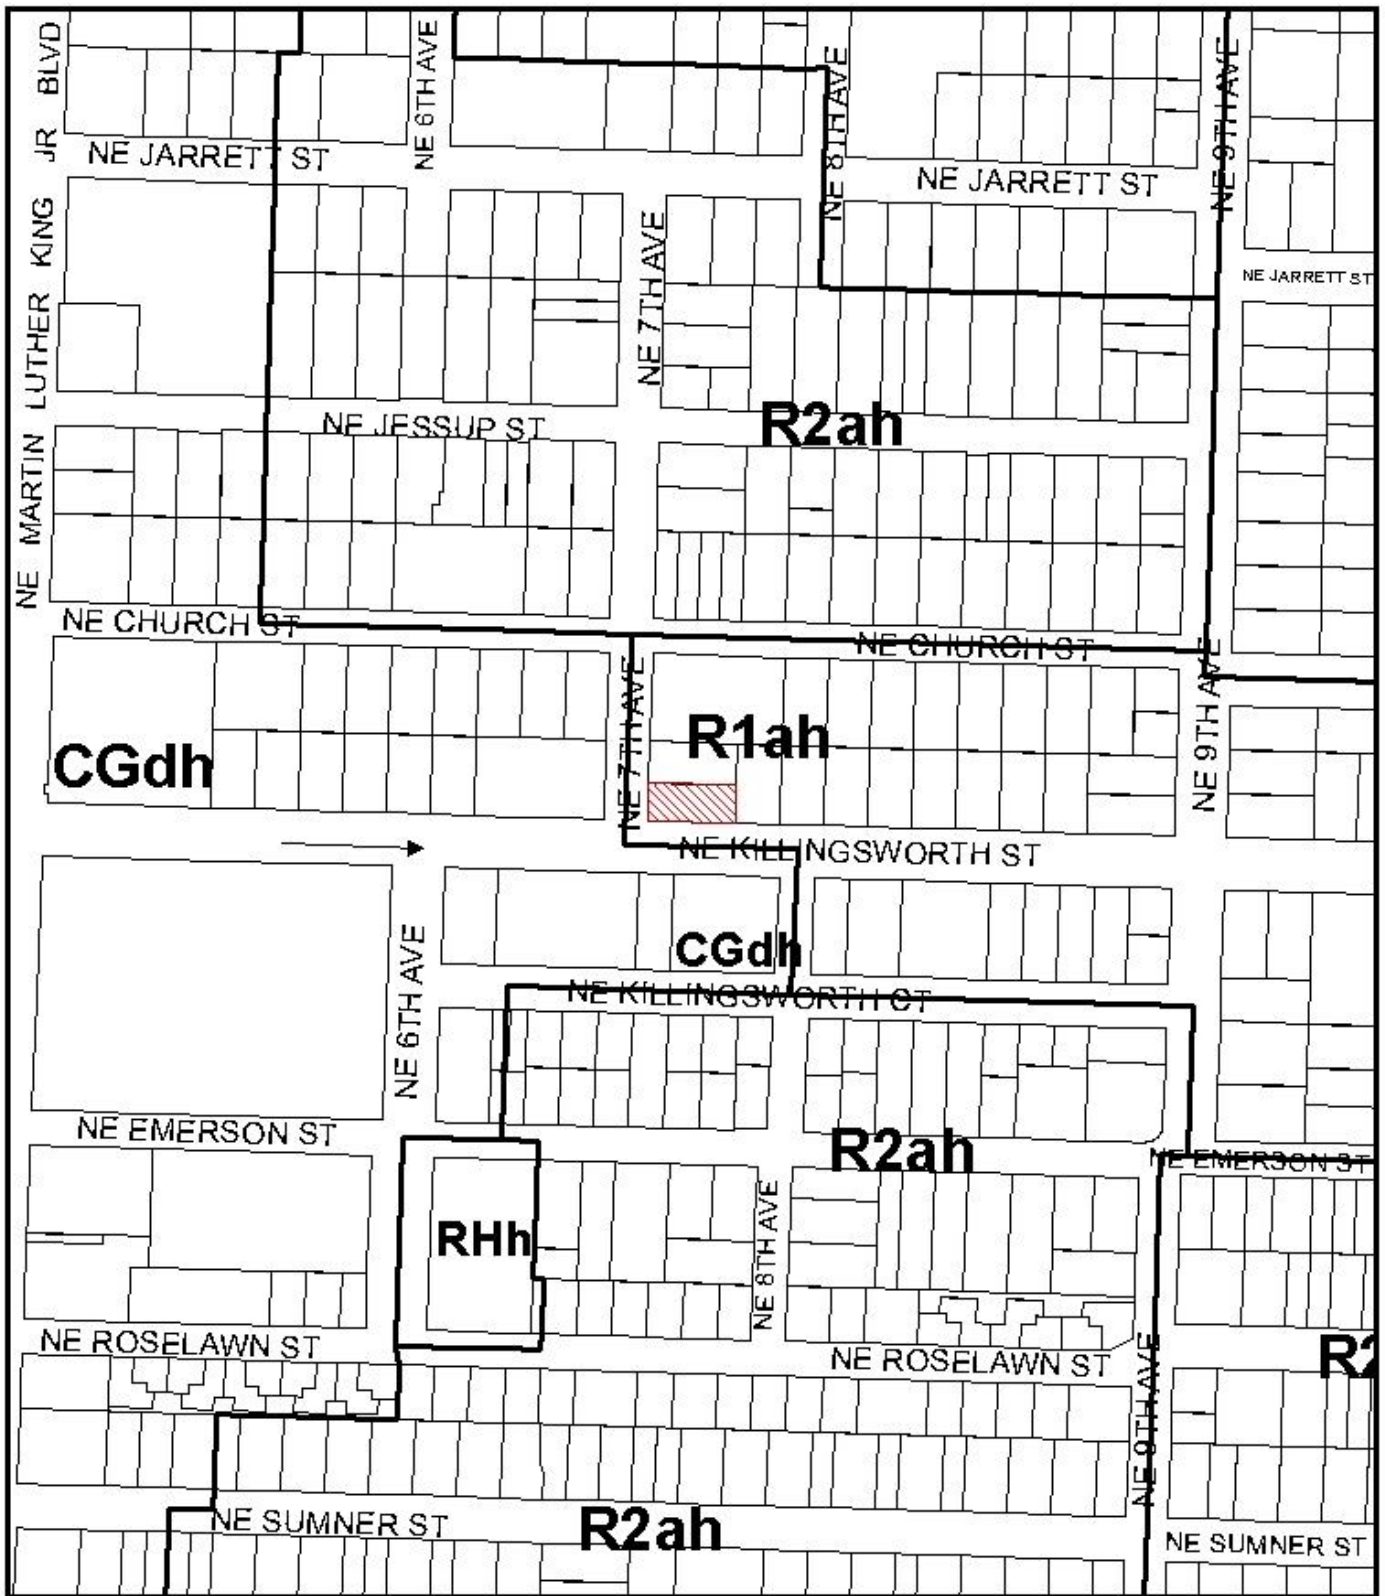 NE MARTIN LUTHER KING JR BLVD
NE 6TH AVE
NE 8TH AVE
NE 9TH AVE
NE JARRETT ST
NE JARRETT ST
NE 7TH AVE
NE JARRETT ST
NE JESSUP ST
R2ah
NE CHURCH ST
NE CHURCH ST
NE 7TH AVE
R1ah
NE 9TH AVE
CGdh
NE KILLINGSWORTH ST
NE 6TH AVE
CGdh
NE KILLINGSWORTH CT
NE EMERSON ST
R2ah
NE EMERSON ST
RHh
NE 8TH AVE
NE ROSELAWN ST
NE ROSELAWN ST
R2
NE 9TH AVE
NE SUMNER ST
R2ah
NE SUMNER ST